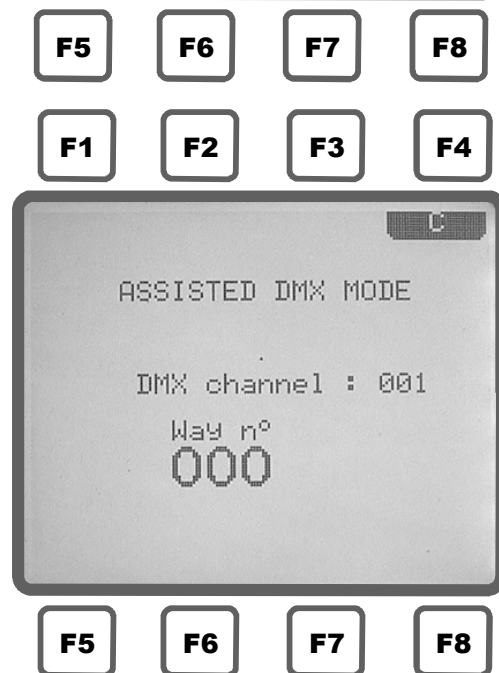 F5 F6 F7 F8
F1 F2 F3 F4
C
ASSISTED DMX MODE
DMX channel : 001
Way n°
000
F5 F6 F7 F8